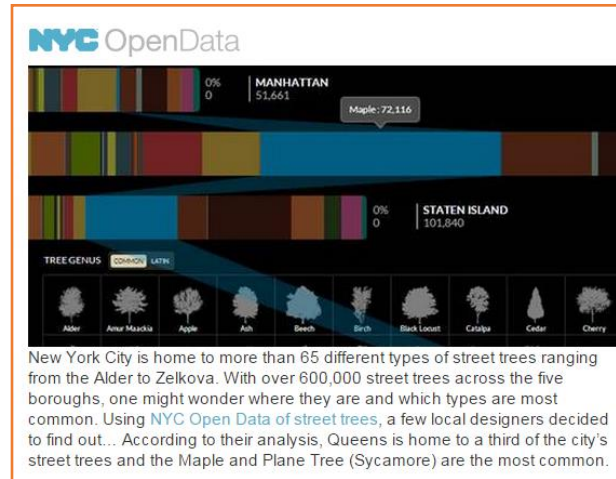 NYC OpenData
0% MANHATTAN
0 51,661
Maple : 72,116
0% STATEN ISLAND
0 101,840
TREE GENUS COMMON LATIN
Alder Amur Maackia Apple Ash Beech Birch Black Locust Catalpa Cedar Cherry
New York City is home to more than 65 different types of street trees ranging
from the Alder to Zelkova. With over 600,000 street trees across the five
boroughs, one might wonder where they are and which types are most
common. Using NYC Open Data of street trees, a few local designers decided
to find out... According to their analysis, Queens is home to a third of the city's
street trees and the Maple and Plane Tree (Sycamore) are the most common.